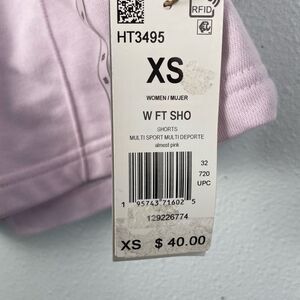 RFID
HT3495
XS
WOMEN / MUJER
W FT SHO
SHORTS
MULTI SPORT MULTI DEPORTE
almost pink
32
720
UPC
1 95743 71602 5
129226774
XS $ 40.00